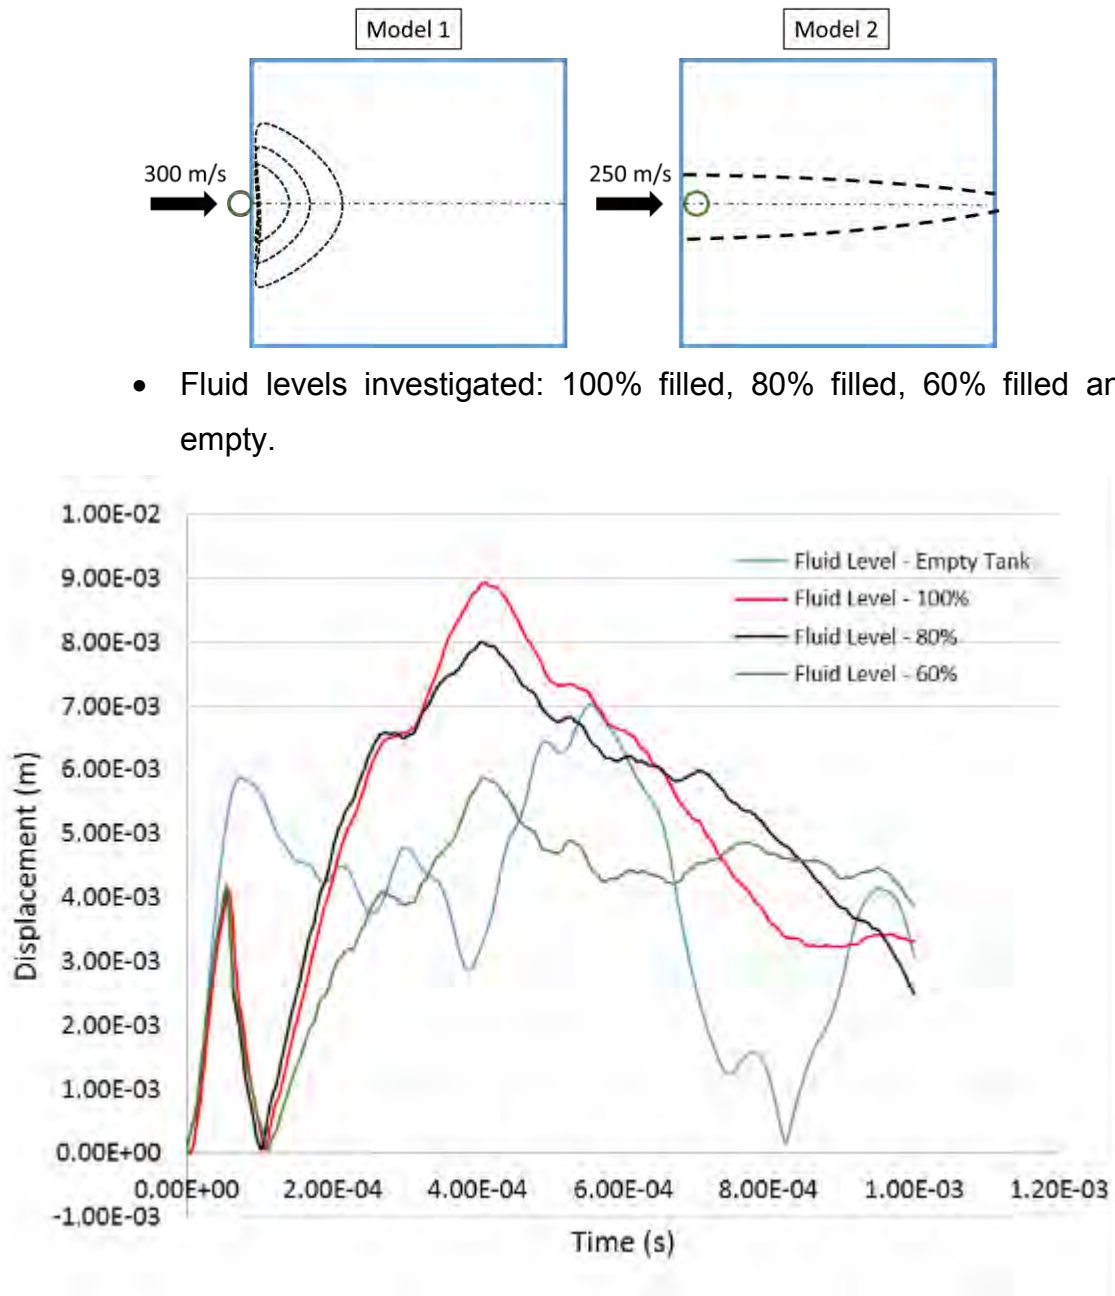 Model 1
Model 2
300 m/s
250 m/s
• Fluid levels investigated: 100% filled, 80% filled, 60% filled
empty.
1.00E-02
9.00E-03
8.00E-03
7.00E-03
6.00E-03
5.00E-03
4.00E-03
3.00E-03
2.00E-03
1.00E-03
0.00E+00
-1.00E-03
Displacement (m)
Fluid Level - Empty Tank
Fluid Level - 100%
Fluid Level - 80%
Fluid Level - 60%
0.00E+00 2.00E-04 4.00E-04 6.00E-04 8.00E-04 1.00E-03 1.20E-03
Time (s)